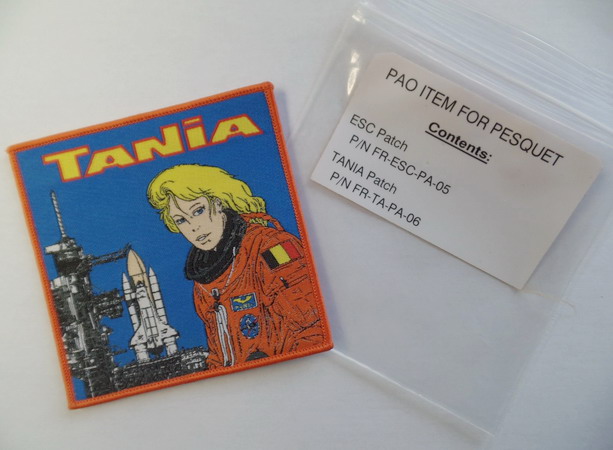 TANiA
PAO ITEM FOR PESQUET
Contents:
ESC Patch
P/N FR-ESC-PA-05
TANIA Patch
P/N FR-TA-PA-06